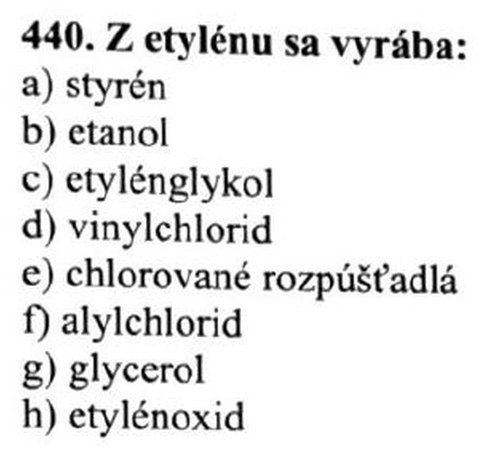 440. Z etylénu sa vyrába:
a) styrén
b) etanol
c) etylénglykol
d) vinylchlorid
e) chlorované rozpúšťadlá
f) alylchlorid
g) glycerol
h) etylénoxid